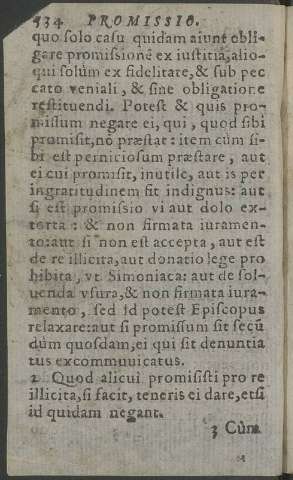 534 PROMISSIO.
quo solo casu quidam aiunt obli-
gare promissionẽ ex iustitia, alio-
qui solùm ex fidelitate, & sub pec
cato veniali, & sine obligatione
restituendi. Potest & quis pro-
missum negare ei, qui, quod sibi
promisit, nõ præstat: item cùm si-
bi est perniciosum præstare, aut
ei cui promisit, inutile, aut is per
ingratitudinem fit indignus: aut
si est promissio vi aut dolo ex-
torta: & non firmata iuramen-
to: aut si non est accepta, aut est
de re illicita, aut donatio lege pro
hibita, vt Simoniaca: aut de sol-
uenda vsura, & non firmata iura-
mento, sed id potest Episcopus
relaxare: aut si promissum sit secũ
dùm quosdam, ei qui sit denuntia
tus excommuuicatus.
2 Quod alicui promisisti pro re
illicita, si facit, teneris ei dare, etsi
id quidam negant.
3 Cùm